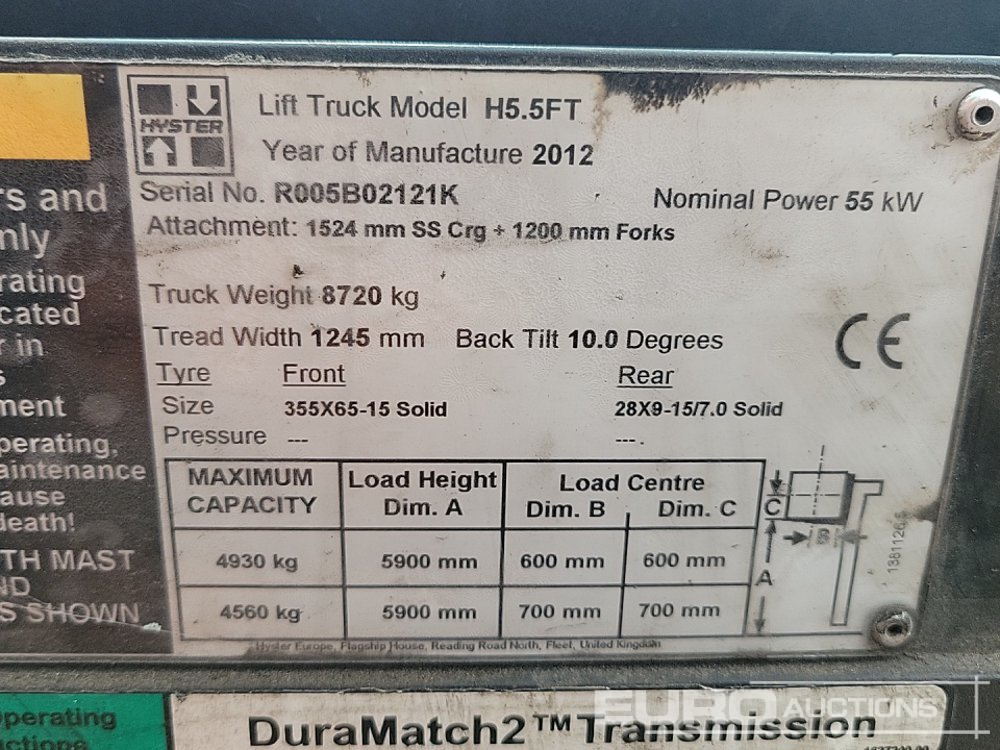 HYSTER
Lift Truck Model H5.5FT
Year of Manufacture 2012
Serial No. R005B02121K
Nominal Power 55 kW
Attachment: 1524 mm SS Crg + 1200 mm Forks
Truck Weight 8720 kg
Tread Width 1245 mm Back Tilt 10.0 Degrees
Tyre Front Rear
Size 355X65-15 Solid 28X9-15/7.0 Solid
Pressure --- ---.
MAXIMUM CAPACITY Load Height Dim. A Load Centre Dim. B Dim. C
4930 kg 5900 mm 600 mm 600 mm
4560 kg 5900 mm 700 mm 700 mm
C
B
A
1381126,5
CE
Hyster Europe, Flagship House, Reading Road North, Fleet, United Kingdom
rs and
nly
rating
cated
r in
s
ment
perating,
aintenance
ause
death!
TH MAST
ND
S SHOWN
Operating
DuraMatch2™ Transmission
EURO AUCTIONS